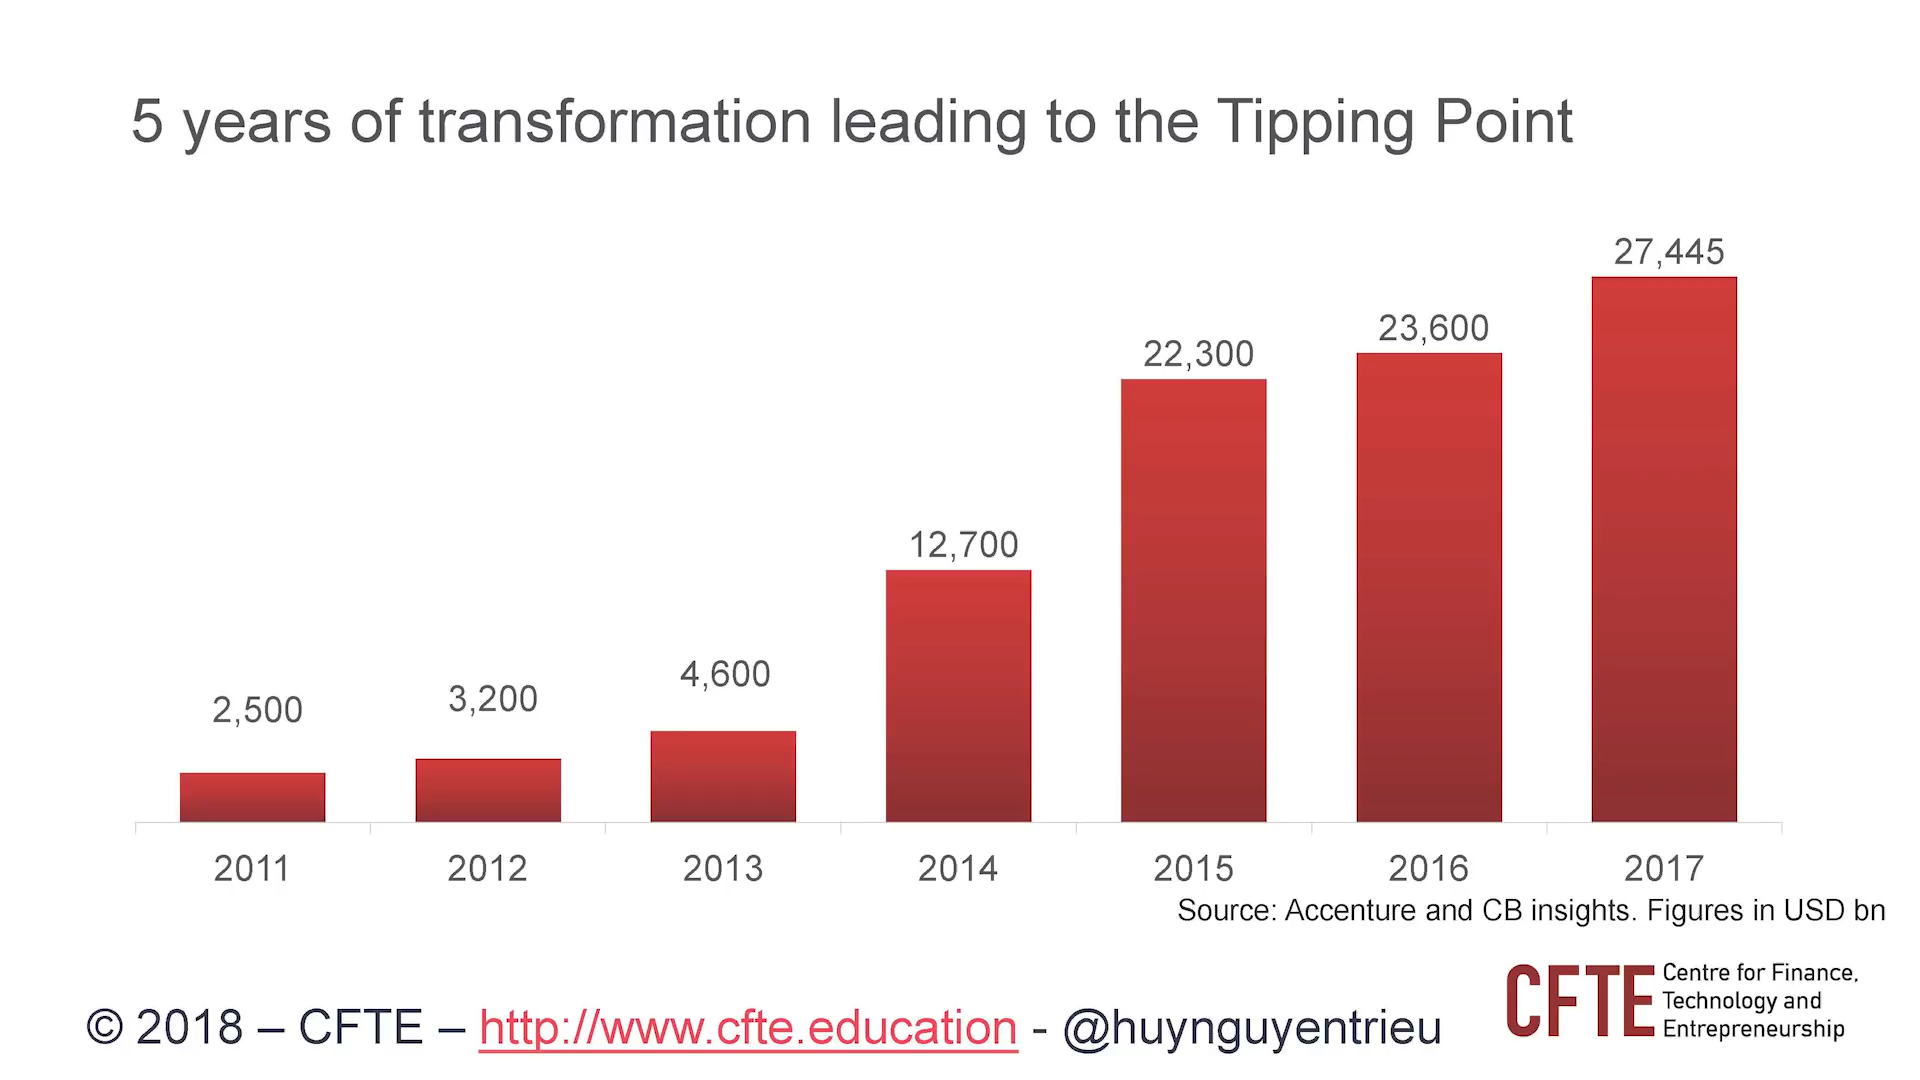 5 years of transformation leading to the Tipping Point
27,445
23,600
22,300
12,700
4,600
3,200
2,500
2011 2012 2013 2014 2015 2016 2017
Source: Accenture and CB insights. Figures in USD bn
© 2018 – CFTE – http://www.cfte.education - @huynguyentrieu
CFTE
Centre for Finance,
Technology and
Entrepreneurship